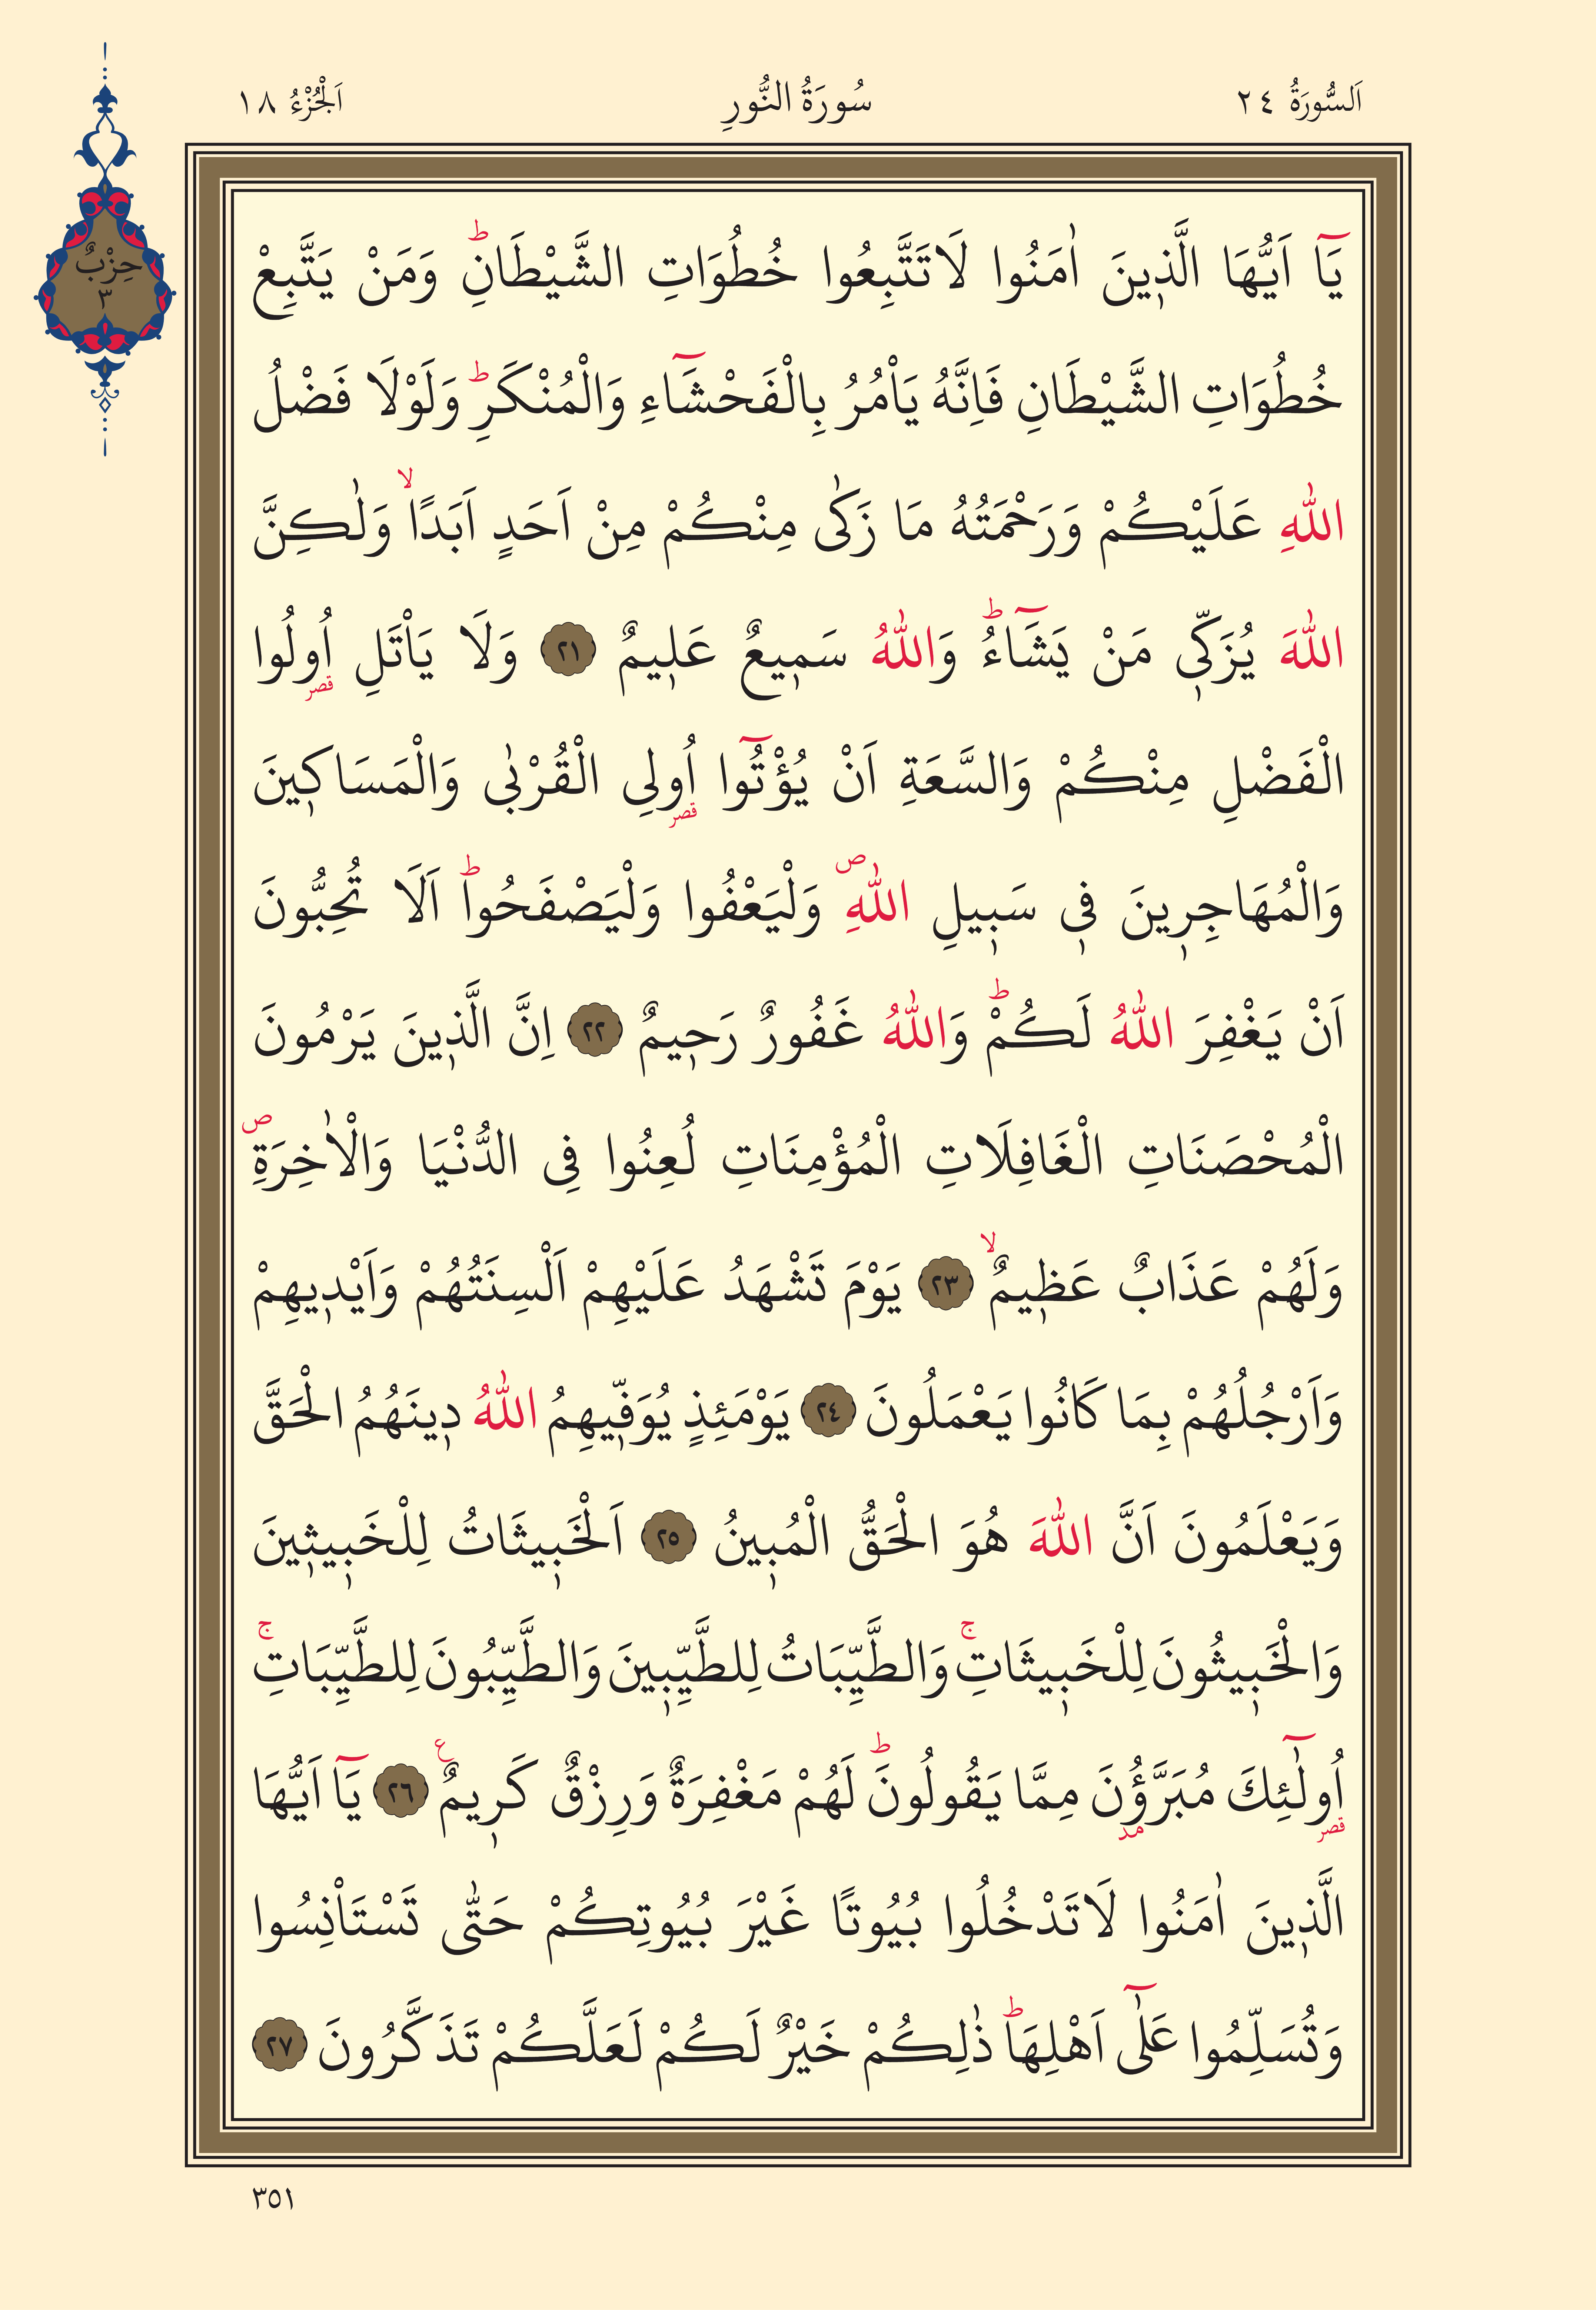 اَلسُّورَةُ ٢٤ سُورَةُ النُّورِ اَلْجُزْءُ ١٨
حِزْبٌ
٣
يَٓا اَيُّهَا الَّذ۪ينَ اٰمَنُوا لَاتَتَّبِعُوا خُطُوَاتِ الشَّيْطَانِۜ وَمَنْ يَتَّبِعْ
خُطُوَاتِ الشَّيْطَانِ فَاِنَّهُ يَاْمُرُ بِالْفَحْشَٓاءِ وَالْمُنْكَرِۜ وَلَوْلَا فَضْلُ
اللّٰهِ عَلَيْكُمْ وَرَحْمَتُهُ مَا زَكٰى مِنْكُمْ مِنْ اَحَدٍ اَبَدًاۙ وَلٰكِنَّ
اللّٰهَ يُزَكّ۪ي مَنْ يَشَٓاءُۜ وَاللّٰهُ سَم۪يعٌ عَل۪يمٌ ٢١ وَلَا يَاْتَلِ اُو۬لُوا
قصر
الْفَضْلِ مِنْكُمْ وَالسَّعَةِ اَنْ يُؤْتُٓوا اُو۬لِى الْقُرْبٰى وَالْمَسَاك۪ينَ
قصر
وَالْمُهَاجِر۪ينَ ف۪ي سَب۪يلِ اللّٰهِۖ وَلْيَعْفُوا وَلْيَصْفَحُواۜ اَلَا تُحِبُّونَ
اَنْ يَغْفِرَ اللّٰهُ لَكُمْۜ وَاللّٰهُ غَفُورٌ رَح۪يمٌ ٢٢ اِنَّ الَّذ۪ينَ يَرْمُونَ
الْمُحْصَنَاتِ الْغَافِلَاتِ الْمُؤْمِنَاتِ لُعِنُوا فِى الدُّنْيَا وَالْاٰخِرَةِۖ
وَلَهُمْ عَذَابٌ عَظ۪يمٌۙ ٢٣ يَوْمَ تَشْهَدُ عَلَيْهِمْ اَلْسِنَتُهُمْ وَاَيْد۪يهِمْ
وَاَرْجُلُهُمْ بِمَا كَانُوا يَعْمَلُونَ ٢٤ يَوْمَئِذٍ يُوَفّ۪يهِمُ اللّٰهُ د۪ينَهُمُ الْحَقَّ
وَيَعْلَمُونَ اَنَّ اللّٰهَ هُوَ الْحَقُّ الْمُب۪ينُ ٢٥ اَلْخَب۪يثَاتُ لِلْخَب۪يث۪ينَ
وَالْخَب۪يثُونَ لِلْخَب۪يثَاتِۚ وَالطَّيِّبَاتُ لِلطَّيِّب۪ينَ وَالطَّيِّبُونَ لِلطَّيِّبَاتِۚ
اُو۬لٰٓئِكَ مُبَرَّؤُ۫نَ مِمَّا يَقُولُونَۜ لَهُمْ مَغْفِرَةٌ وَرِزْقٌ كَر۪يمٌ ع ٢٦ يَٓا اَيُّهَا
قصر مد
الَّذ۪ينَ اٰمَنُوا لَاتَدْخُلُوا بُيُوتًا غَيْرَ بُيُوتِكُمْ حَتّٰى تَسْتَاْنِسُوا
وَتُسَلِّمُوا عَلٰٓى اَهْلِهَاۜ ذٰلِكُمْ خَيْرٌ لَكُمْ لَعَلَّكُمْ تَذَكَّرُونَ ٢٧
٣٥١